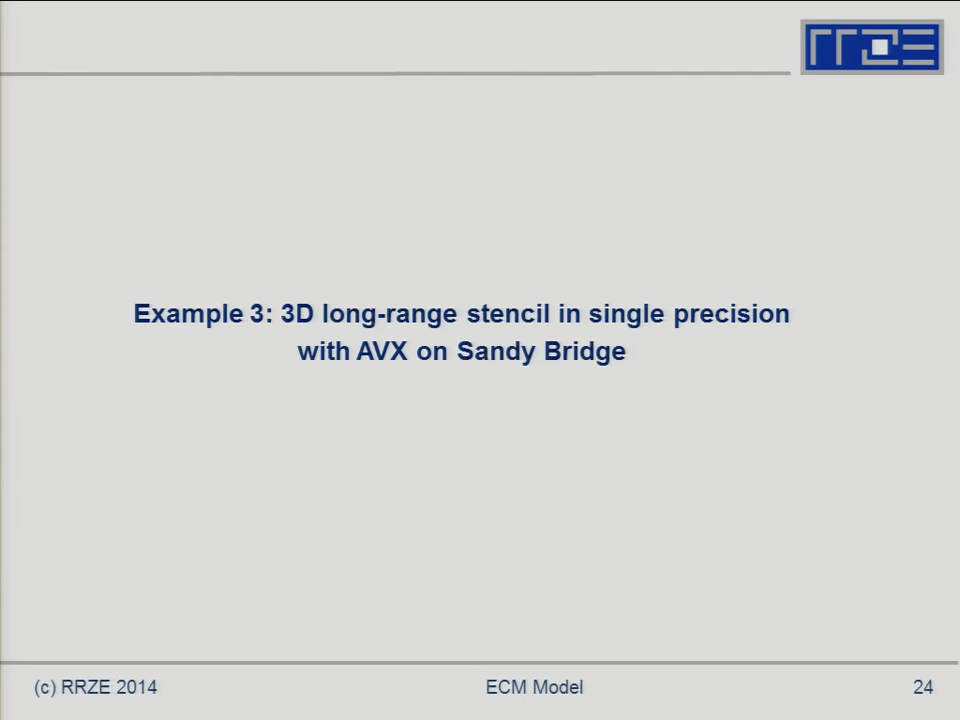 RRZE
Example 3: 3D long-range stencil in single precision
with AVX on Sandy Bridge
(c) RRZE 2014 ECM Model 24